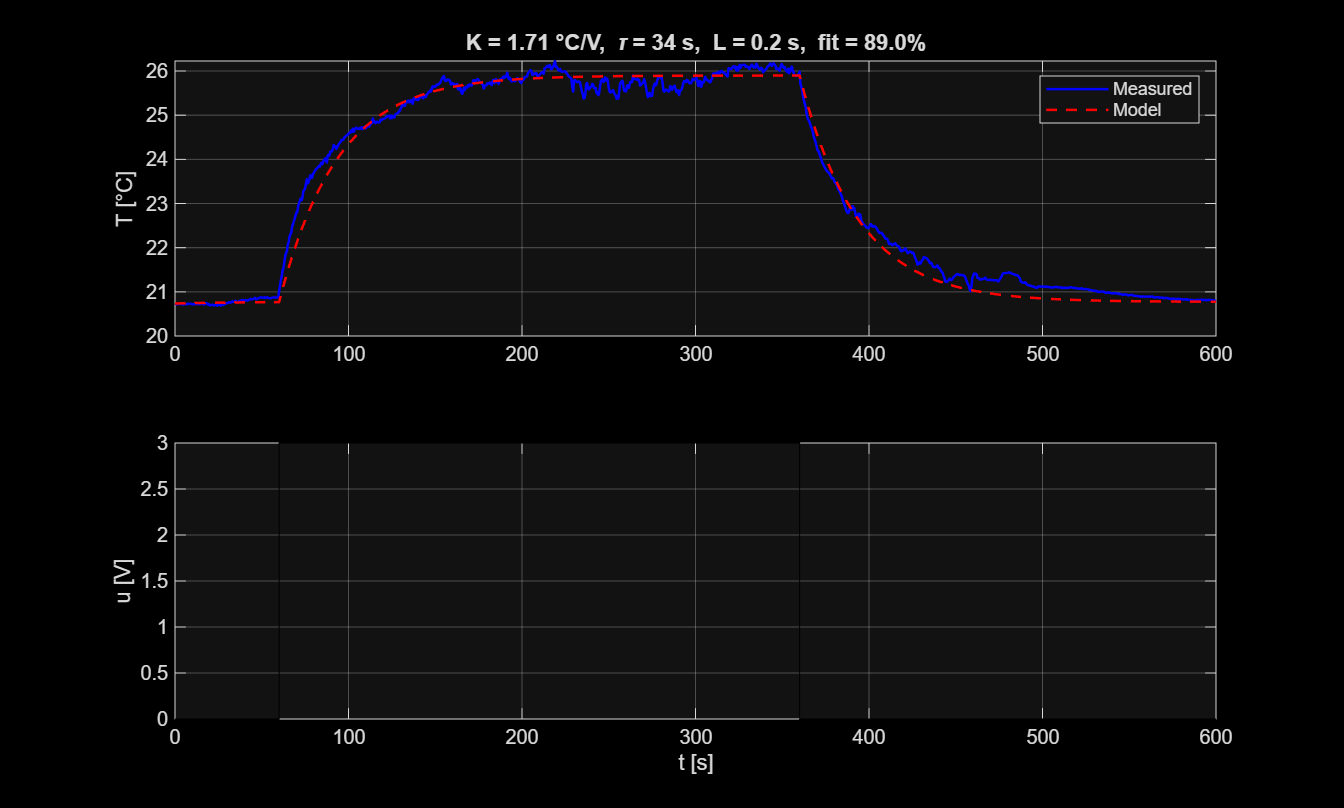 K = 1.71 °C/V, τ = 34 s, L = 0.2 s, fit = 89.0%
26
25
24
23
22
21
20
T [°C]
Measured
Model
0 100 200 300 400 500 600
3
2.5
2
1.5
1
0.5
0
u [V]
0 100 200 300 400 500 600
t [s]